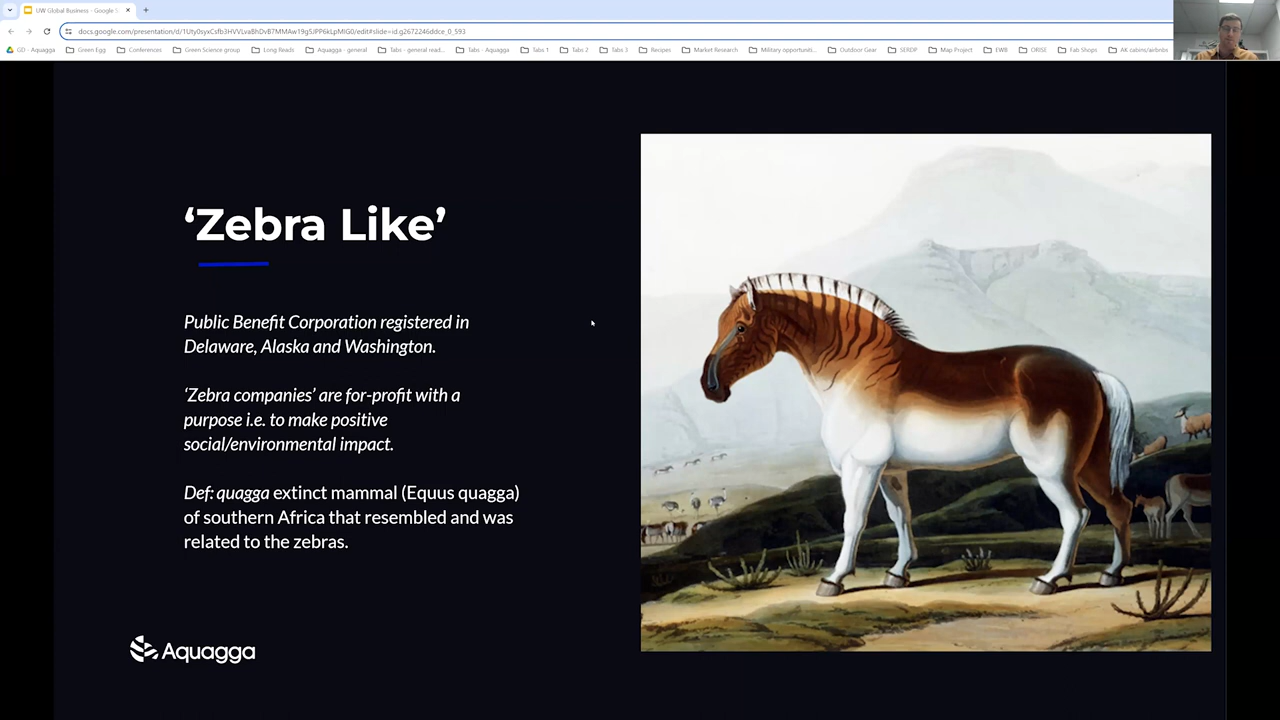 UW Global Business - Google S
docs.google.com/presentation/d/1Uty0syxCsfb3HVVLvaBhDvB7MMAw19g5JPP6kLpMIG0/edit#slide=id.g2672246ddce_0_593
GD - Aquagga
Green Egg
Conferences
Green Science group
Long Reads
Aquagga - general
Tabs - general read...
Tabs - Aquagga
Tabs 1
Tabs 2
Tabs 3
Recipes
Market Research
Military opportuniti...
Outdoor Gear
SERDP
Map Project
EWB
ORISE
Fab Shops
AK cabins/airbnbs
‘Zebra Like’
Public Benefit Corporation registered in
Delaware, Alaska and Washington.
‘Zebra companies’ are for-profit with a
purpose i.e. to make positive
social/environmental impact.
Def: quagga extinct mammal (Equus quagga)
of southern Africa that resembled and was
related to the zebras.
Aquagga